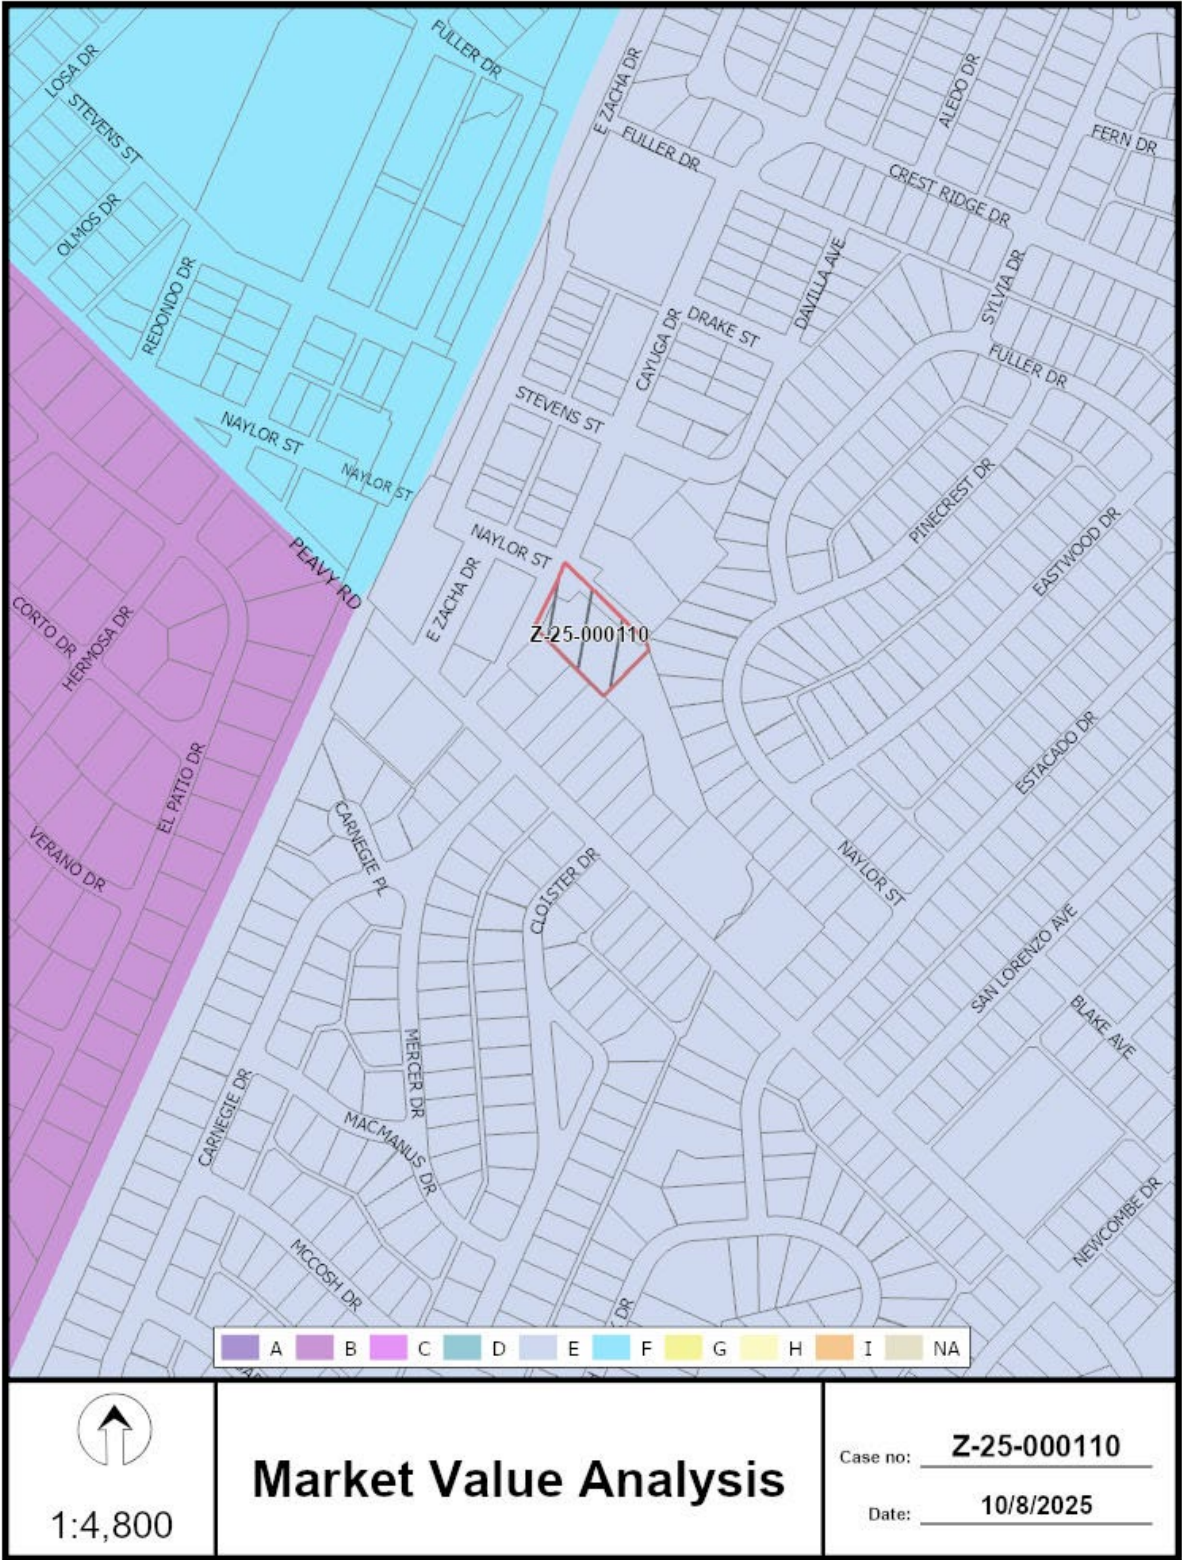 FULLER DR
LOSA DR
E ZACHA DR
ALEDO DR
STEVENS ST
FULLER DR
FERN DR
CREST RIDGE DR
OLMOS DR
REDONDO DR
DAVILLA AVE
SYLVIA DR
CAYUGA DR
DRAKE ST
FULLER DR
STEVENS ST
NAYLOR ST
NAYLOR ST
PINECREST DR
EASTWOOD DR
NAYLOR ST
PEAVY RD
E ZACHA DR
CORTO DR
HERMOSA DR
Z-25-000110
ESTACADO DR
EL PATIO DR
CARNEGIE PL
VERANO DR
CLOISTER DR
NAYLOR ST
SAN LORENZO AVE
BLAKE AVE
MERCER DR
CARNEGIE DR
MACMANUS DR
NEWCOMBE DR
MCCOSH DR
DR
A B C D E F G H I NA
1:4,800
Market Value Analysis
Case no: Z-25-000110
Date: 10/8/2025